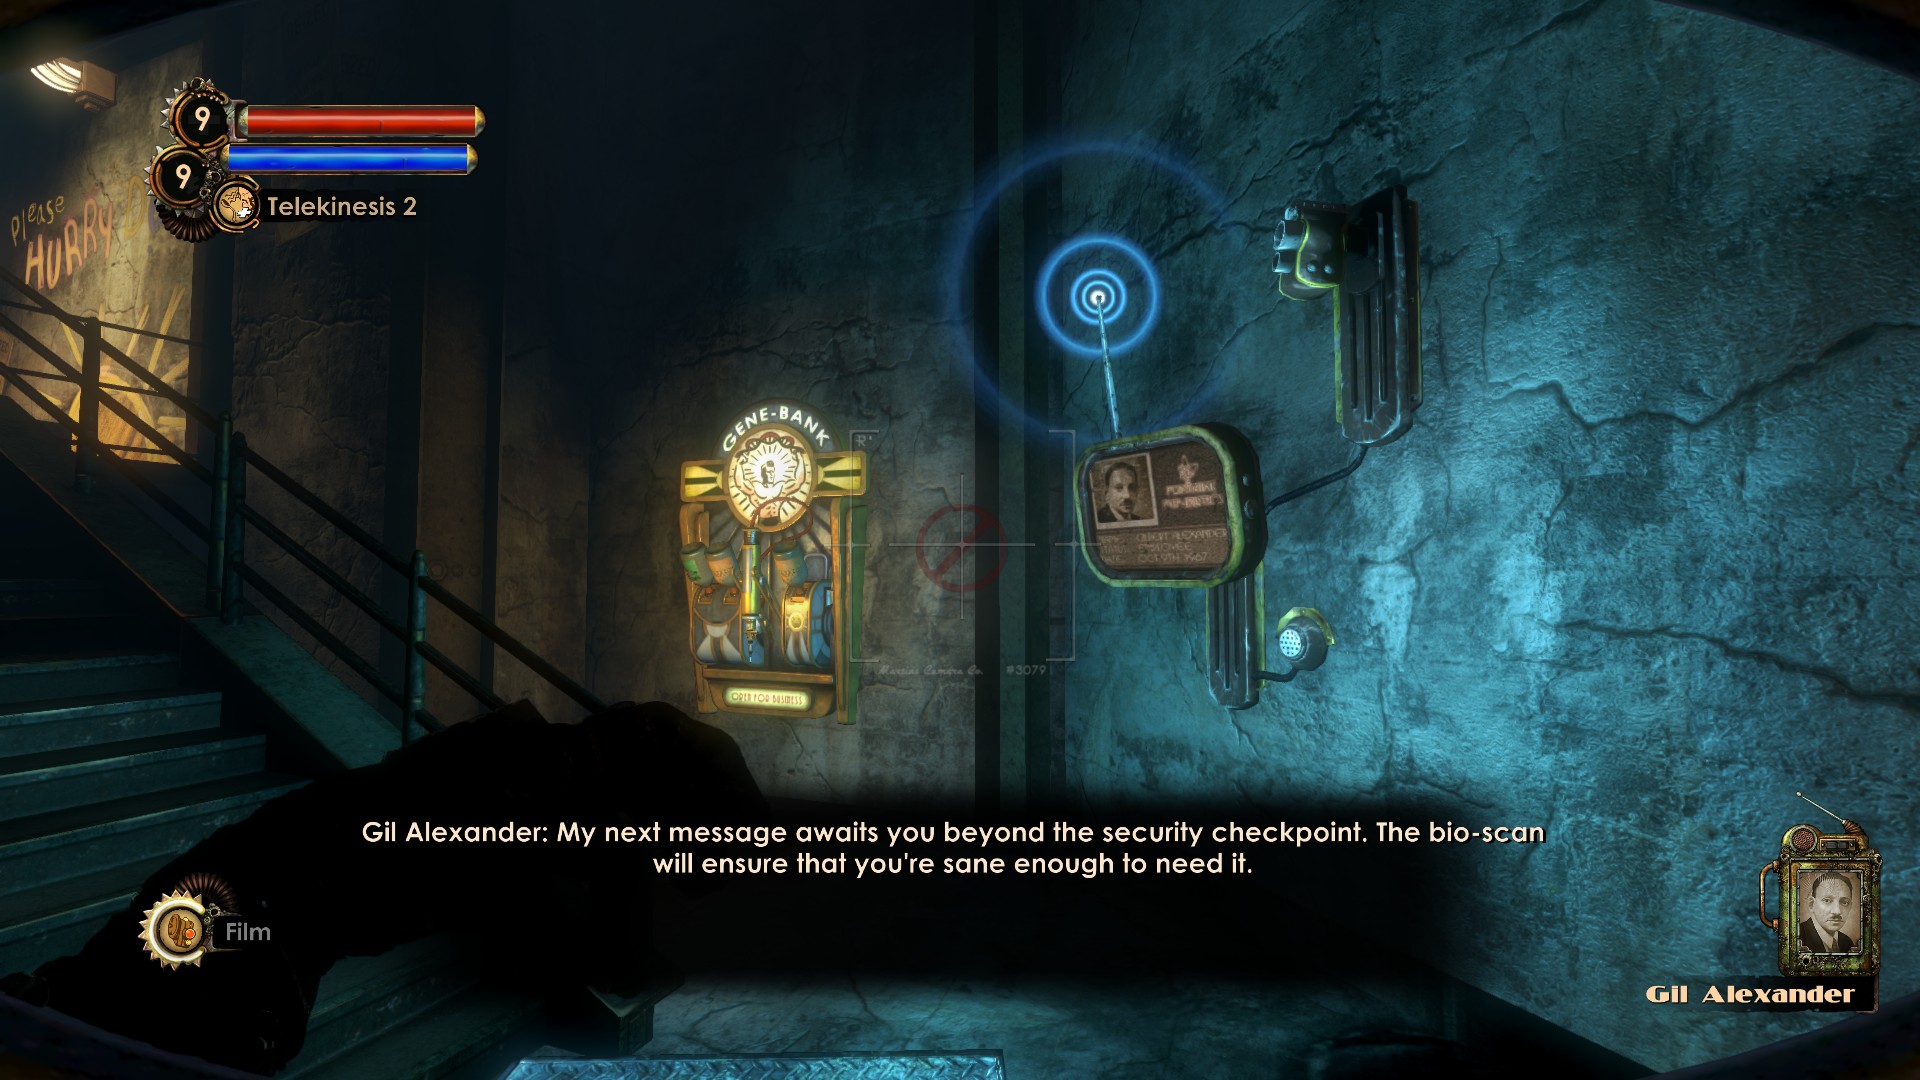 9
9
Telekinesis 2
Please
HURRY
GENE-BANK
OPEN FOR BUSINESS
#3079
Gil Alexander: My next message awaits you beyond the security checkpoint. The bio-scan
will ensure that you're sane enough to need it.
Film
Gil Alexander